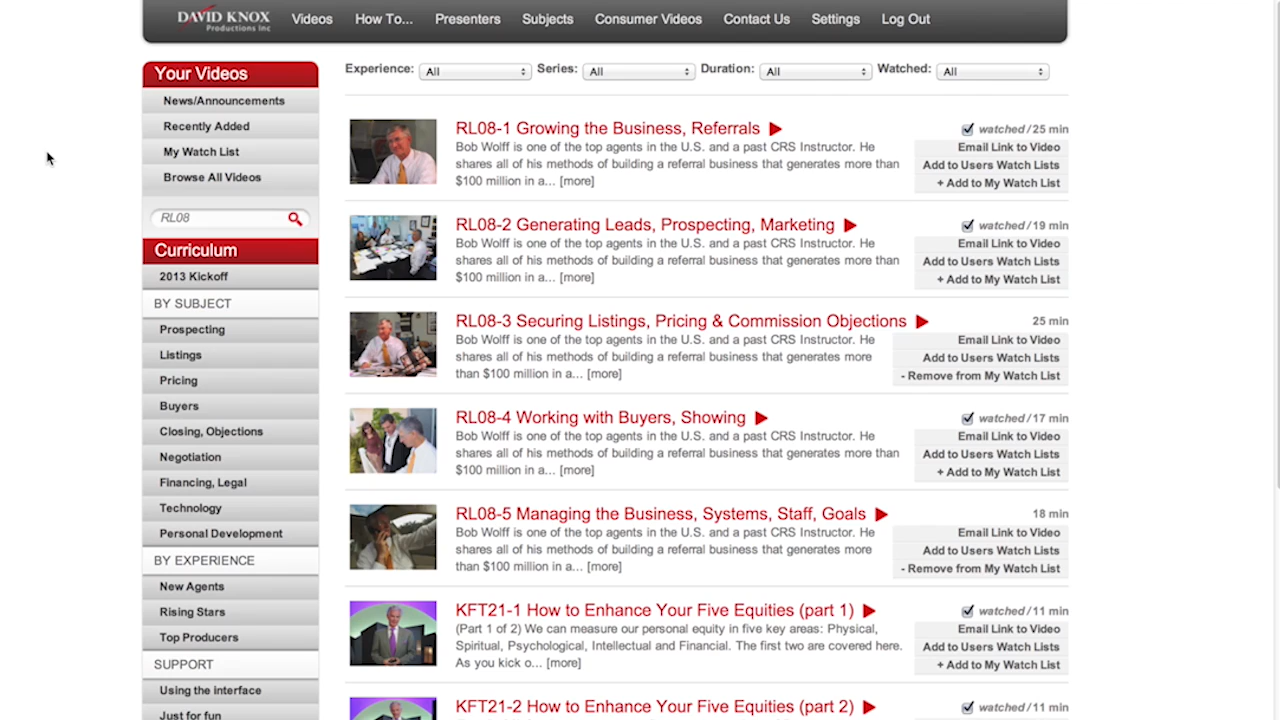 DAVID KNOX
Productions Inc
Videos
How To...
Presenters
Subjects
Consumer Videos
Contact Us
Settings
Log Out
Your Videos
News/Announcements
Recently Added
My Watch List
Browse All Videos
RL08
Curriculum
2013 Kickoff
BY SUBJECT
Prospecting
Listings
Pricing
Buyers
Closing, Objections
Negotiation
Financing, Legal
Technology
Personal Development
BY EXPERIENCE
New Agents
Rising Stars
Top Producers
SUPPORT
Using the interface
Just for fun
Experience: All Series: All Duration: All Watched: All
RL08-1 Growing the Business, Referrals
Bob Wolff is one of the top agents in the U.S. and a past CRS Instructor. He
shares all of his methods of building a referral business that generates more than
$100 million in a... [more]
watched / 25 min
Email Link to Video
Add to Users Watch Lists
+ Add to My Watch List
RL08-2 Generating Leads, Prospecting, Marketing
Bob Wolff is one of the top agents in the U.S. and a past CRS Instructor. He
shares all of his methods of building a referral business that generates more than
$100 million in a... [more]
watched / 19 min
Email Link to Video
Add to Users Watch Lists
+ Add to My Watch List
RL08-3 Securing Listings, Pricing & Commission Objections
Bob Wolff is one of the top agents in the U.S. and a past CRS Instructor. He
shares all of his methods of building a referral business that generates more
than $100 million in a... [more]
25 min
Email Link to Video
Add to Users Watch Lists
- Remove from My Watch List
RL08-4 Working with Buyers, Showing
Bob Wolff is one of the top agents in the U.S. and a past CRS Instructor. He
shares all of his methods of building a referral business that generates more than
$100 million in a... [more]
watched / 17 min
Email Link to Video
Add to Users Watch Lists
+ Add to My Watch List
RL08-5 Managing the Business, Systems, Staff, Goals
Bob Wolff is one of the top agents in the U.S. and a past CRS Instructor. He
shares all of his methods of building a referral business that generates more
than $100 million in a... [more]
18 min
Email Link to Video
Add to Users Watch Lists
- Remove from My Watch List
KFT21-1 How to Enhance Your Five Equities (part 1)
(Part 1 of 2) We can measure our personal equity in five key areas: Physical,
Spiritual, Psychological, Intellectual and Financial. The first two are covered here.
As you kick o... [more]
watched / 11 min
Email Link to Video
Add to Users Watch Lists
+ Add to My Watch List
KFT21-2 How to Enhance Your Five Equities (part 2)
watched / 11 min